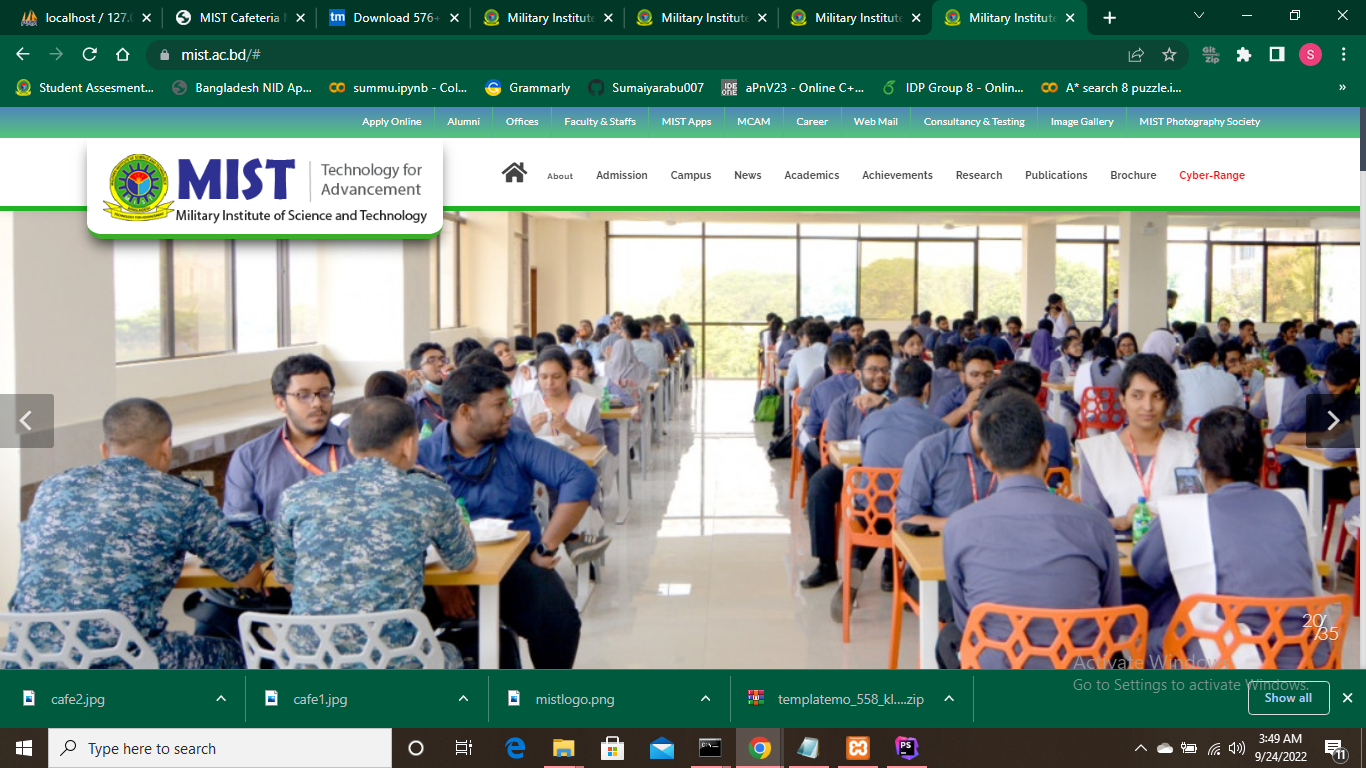 localhost / 127.0
MIST Cafeteria
Download 576+
Military Institute
Military Institute
Military Institute
Military Institute
mist.ac.bd/#
Git
Zip
S
Student Assesment...
Bangladesh NID Ap...
summu.ipynb - Col...
Grammarly
Sumaiyarabu007
IDE
ONE
aPnV23 - Online C+...
IDP Group 8 - Onlin...
A* search 8 puzzle.i...
»
Apply Online
Alumni
Offices
Faculty & Staffs
MIST Apps
MCAM
Career
Web Mail
Consultancy & Testing
Image Gallery
MIST Photography Society
MIST
Technology for
Advancement
Military Institute of Science and Technology
About
Admission
Campus
News
Academics
Achievements
Research
Publications
Brochure
Cyber-Range
20/
/35
Activate Windows
Go to Settings to activate Windows.
cafe2.jpg
cafe1.jpg
mistlogo.png
templatemo_558_kl....zip
Show all
Type here to search
PS
3:49 AM
9/24/2022
11